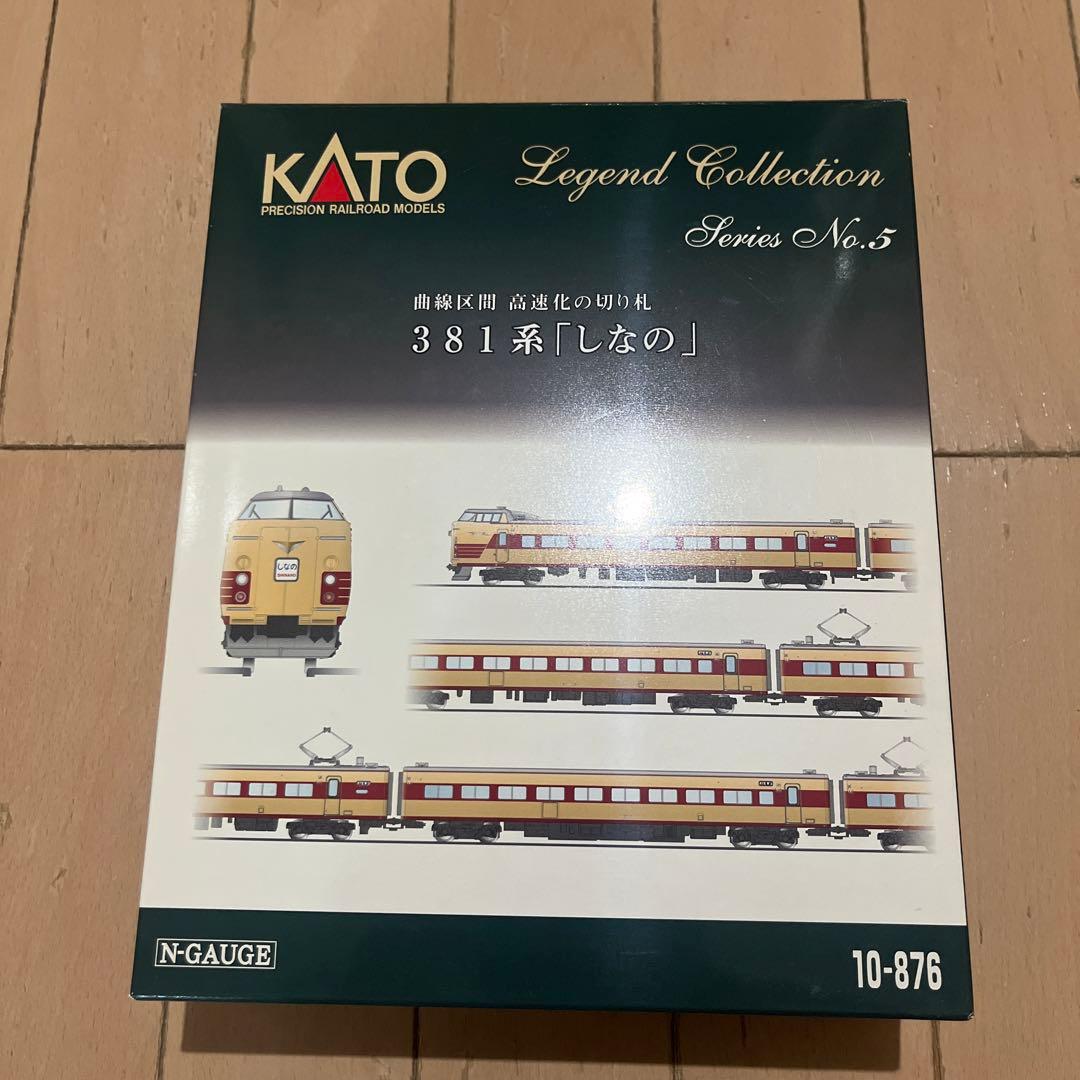 KATO
PRECISION RAILROAD MODELS
Legend Collection
Series No.5
曲線区間 高速化の切り札
381系「しなの」
しなの
SHINANO
N-GAUGE
10-876